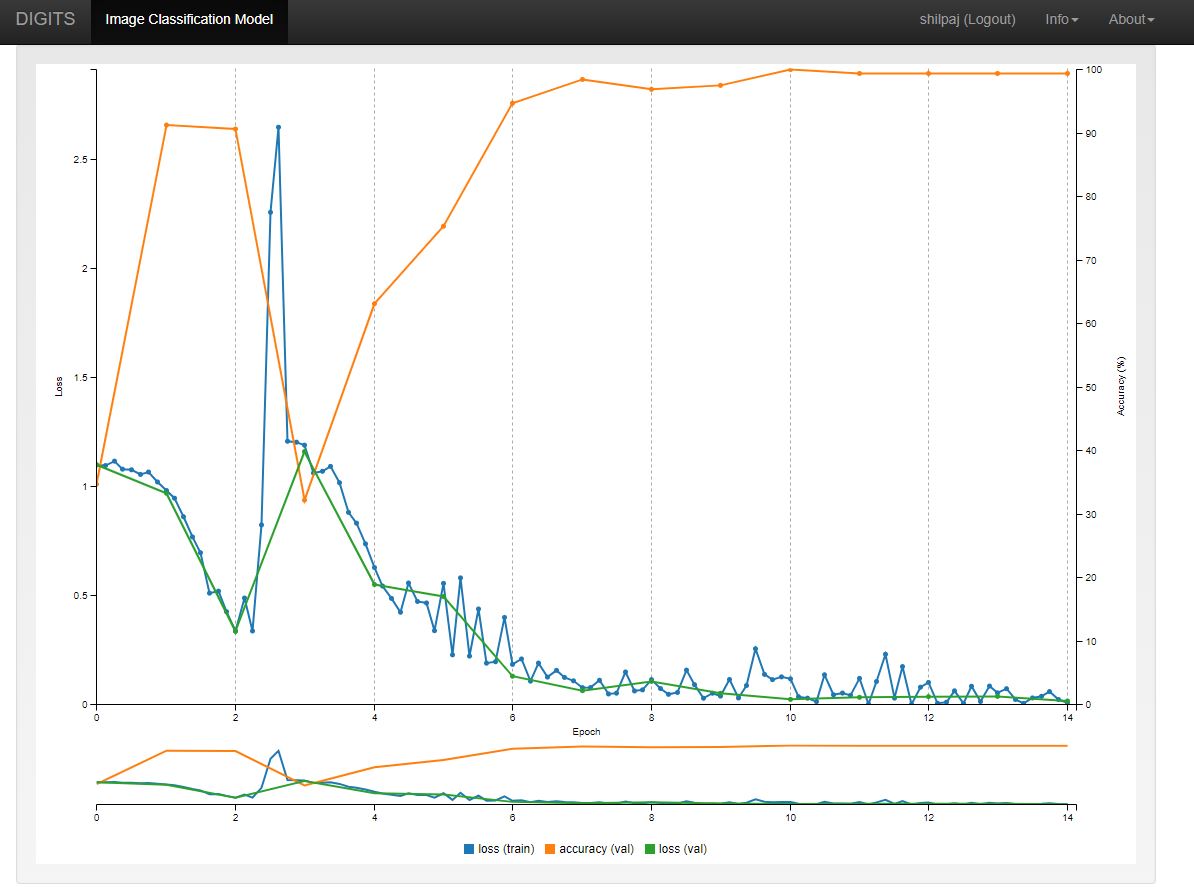 DIGITS Image Classification Model shilpaj (Logout) Info About
100
90
2.5
80
2
70
60
1.5
Loss
50
Accuracy (%)
40
1
30
20
0.5
10
0 0
0 2 4 6 8 10 12 14
Epoch
0 2 4 6 8 10 12 14
loss (train) accuracy (val) loss (val)